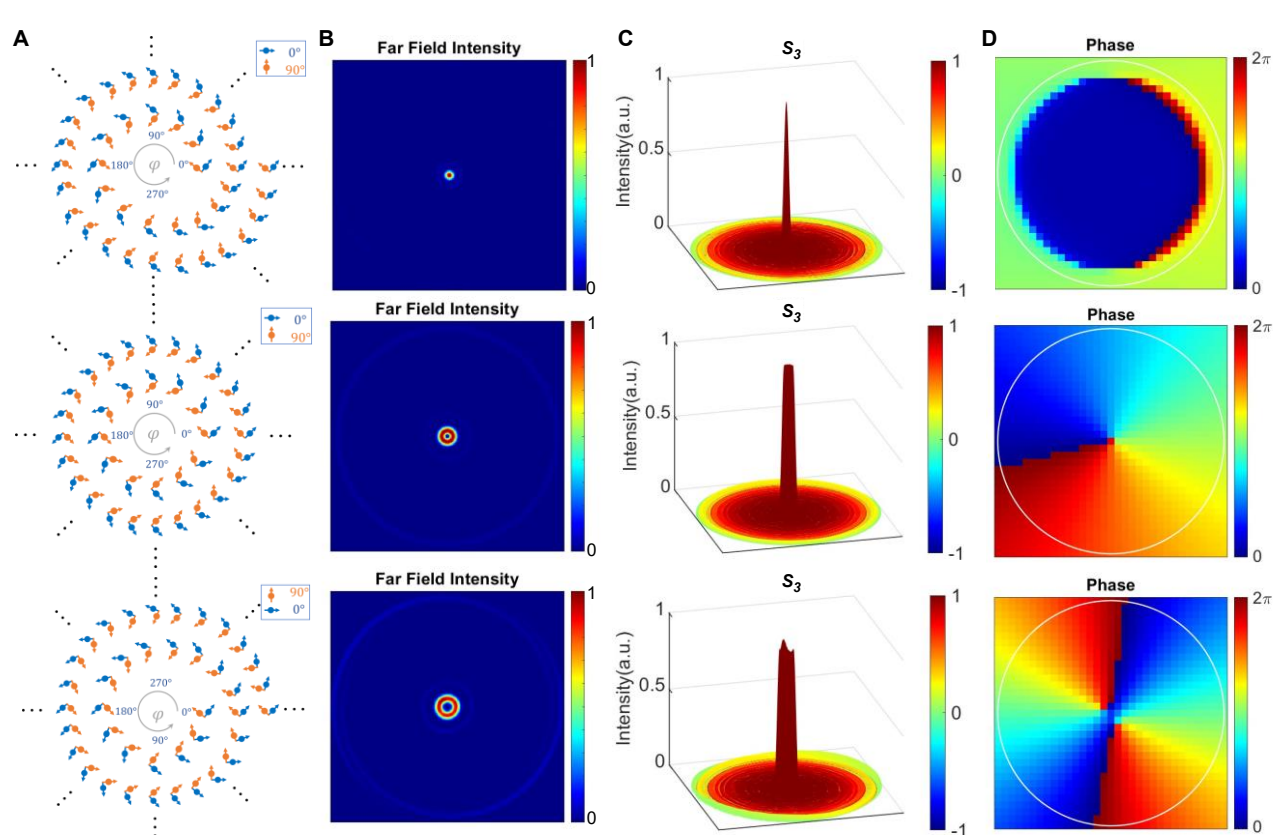 A B C D
Far Field Intensity
S₃
Phase
0°
90°
90°
180° φ 0°
270°
1
0
Intensity(a.u.)
1
0.5
0
1
0
-1
2π
0
Far Field Intensity
S₃
Phase
0°
90°
90°
180° φ 0°
270°
1
0
Intensity(a.u.)
1
0.5
0
1
0
-1
2π
0
Far Field Intensity
S₃
Phase
90°
0°
270°
180° φ 0°
90°
1
0
Intensity(a.u.)
1
0.5
0
1
0
-1
2π
0